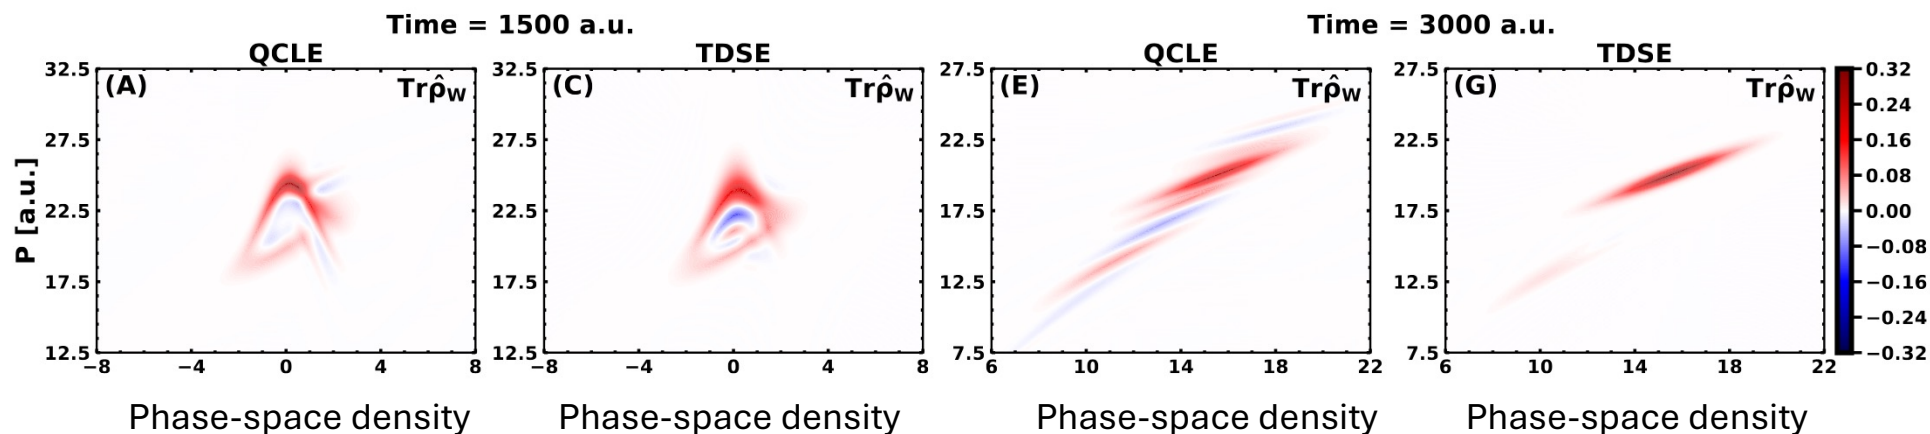 Time = 1500 a.u.
Time = 3000 a.u.
QCLE
TDSE
QCLE
TDSE
(A)
Trρ̂W
(C)
Trρ̂W
(E)
Trρ̂W
(G)
Trρ̂W
P [a.u.]
32.5
27.5
22.5
17.5
12.5
32.5
27.5
22.5
17.5
12.5
27.5
22.5
17.5
12.5
7.5
27.5
22.5
17.5
12.5
7.5
0.32
0.24
0.16
0.08
0.00
−0.08
−0.16
−0.24
−0.32
−8 −4 0 4 8
−8 −4 0 4 8
6 10 14 18 22
6 10 14 18 22
Phase-space density
Phase-space density
Phase-space density
Phase-space density